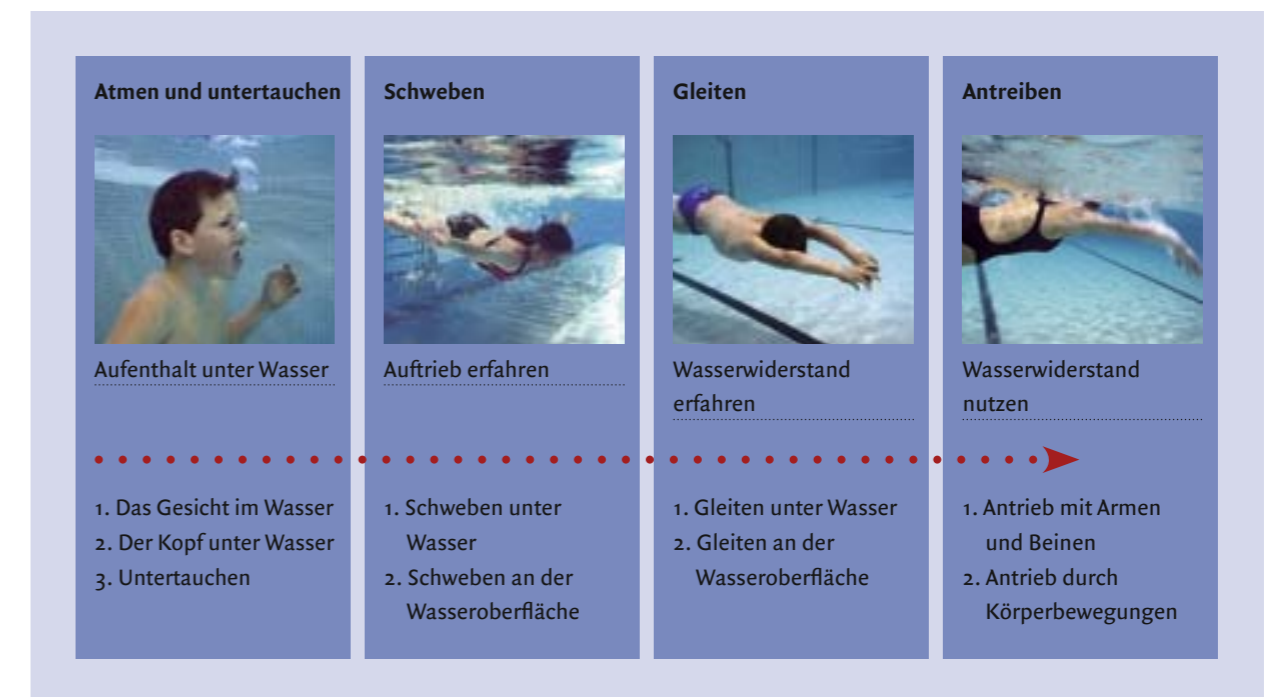 Atmen und untertauchen
Aufenthalt unter Wasser
1. Das Gesicht im Wasser
2. Der Kopf unter Wasser
3. Untertauchen
Schweben
Auftrieb erfahren
1. Schweben unter
Wasser
2. Schweben an der
Wasseroberfläche
Gleiten
Wasserwiderstand
erfahren
1. Gleiten unter Wasser
2. Gleiten an der
Wasseroberfläche
Antreiben
Wasserwiderstand
nutzen
1. Antrieb mit Armen
und Beinen
2. Antrieb durch
Körperbewegungen